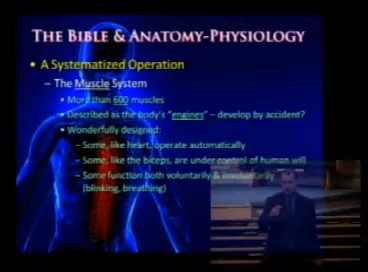 THE BIBLE & ANATOMY-PHYSIOLOGY
• A Systematized Operation
– The Muscle System
• More than 600 muscles
• Described as the body's "engines" – develop by accident?
• Wonderfully designed:
– Some, like heart, operate automatically
– Some, like the biceps, are under control of human will
– Some function both voluntarily & involuntarily
(blinking, breathing)